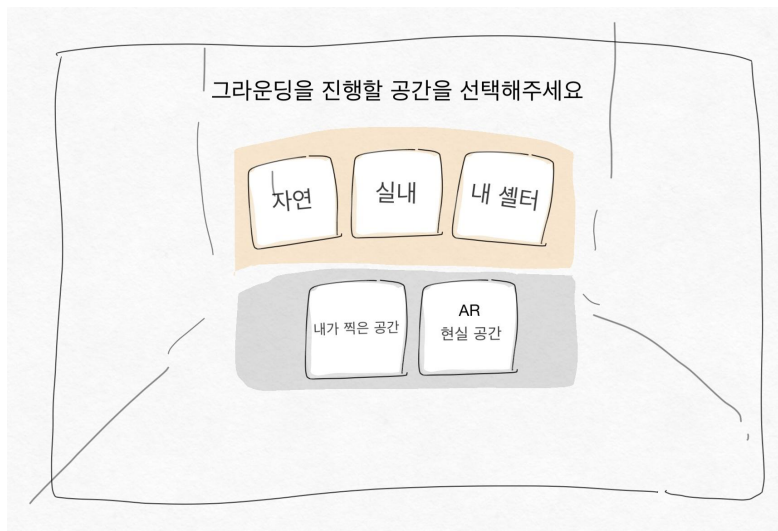 그라운딩을 진행할 공간을 선택해주세요
자연
실내
내 셸터
내가 찍은 공간
AR
현실 공간